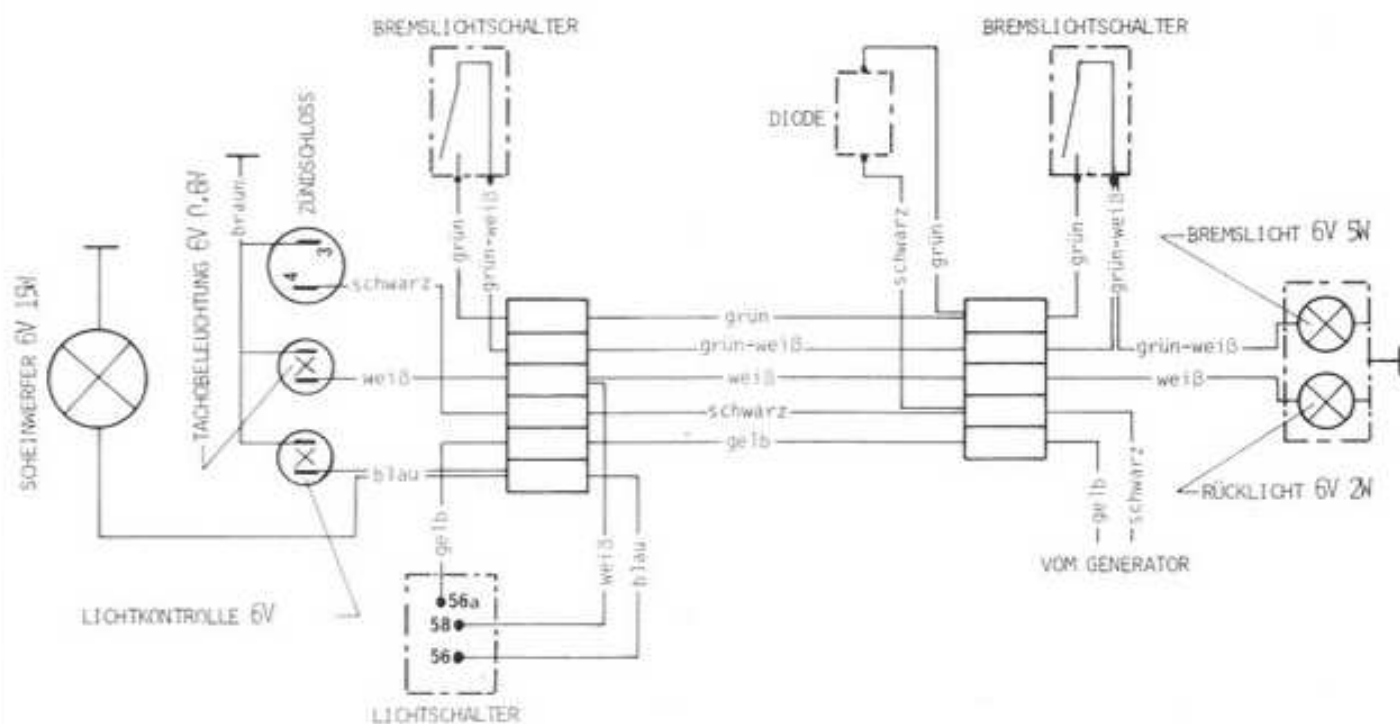 BREMSLICHTSCHALTER
BREMSLICHTSCHALTER
DIODE
ZÜNDSCHLOSS
TACHOBELEUCHTUNG 6V 0,6W
braun
SCHEINWERFER 6V 15W
3
4
schwarz
grün
grün-weiß
schwarz
grün
grün
grün-weiß
BREMSLICHT 6V 5W
grün
grün-weiß
grün-weiß
weiß
weiß
weiß
schwarz
gelb
blau
RÜCKLICHT 6V 2W
gelb
weiß
blau
gelb
schwarz
VOM GENERATOR
LICHTKONTROLLE 6V
56a
58
56
LICHTSCHALTER